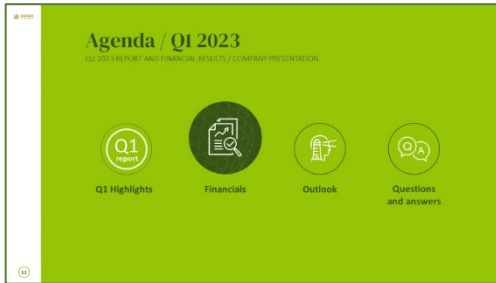 Agenda / Q1 2023
Q1 2023 REPORT AND FINANCIAL RESULTS / COMPANY PRESENTATION
Q1
report
Q1 Highlights
Financials
Outlook
Q A
Questions
and answers